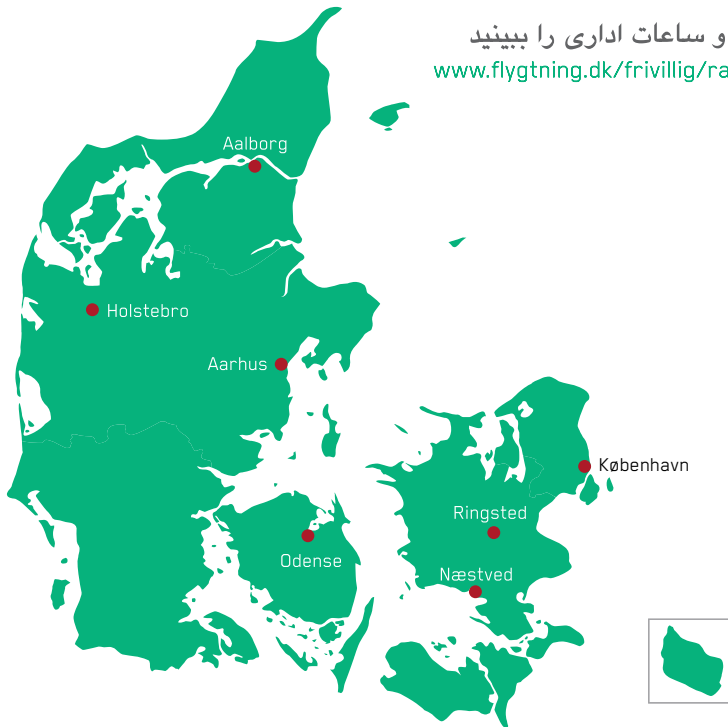 و ساعات اداری را ببینید
www.flygtning.dk/frivillig/ra
Aalborg
Holstebro
Aarhus
København
Ringsted
Odense
Næstved